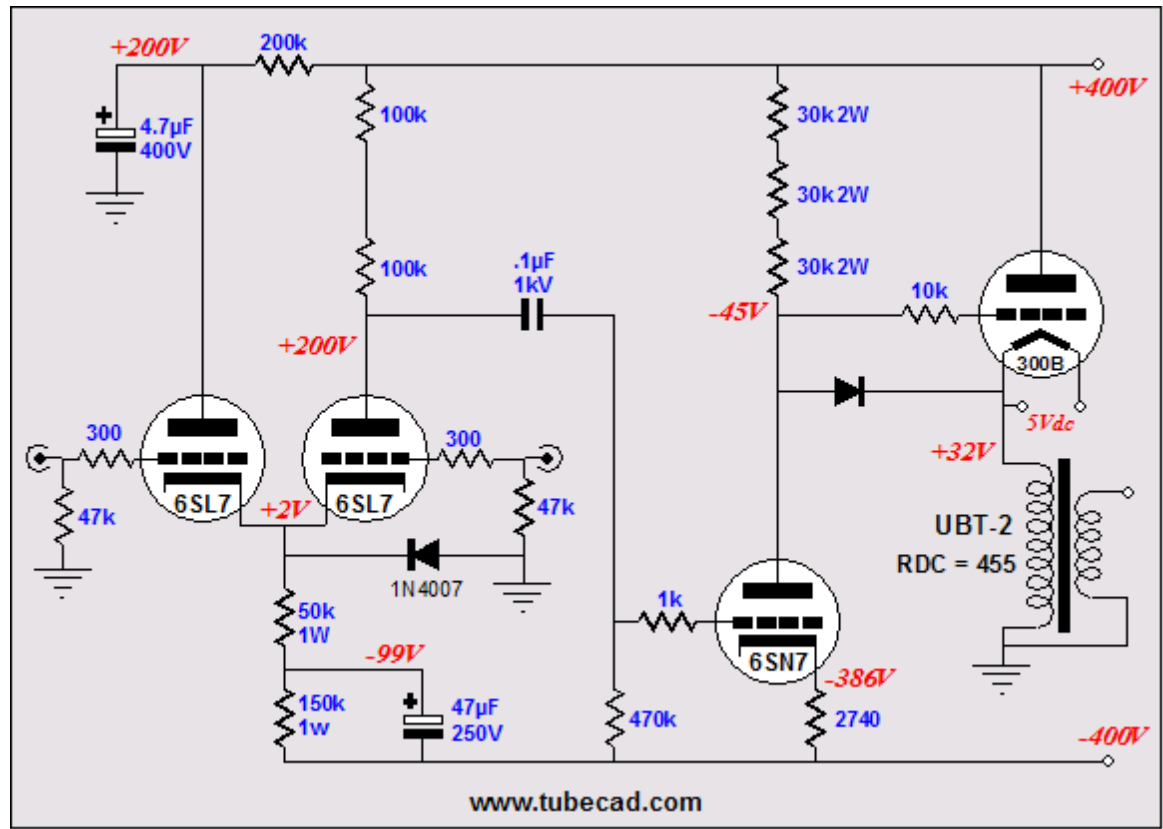 +200V
200k
+400V
4.7µF
400V
100k
30k 2W
30k 2W
100k
.1µF
1kV
30k 2W
10k
-45V
+200V
300B
5Vdc
300
300
+32V
6SL7
6SL7
+2V
47k
47k
UBT-2
RDC = 455
1N4007
50k
1W
1k
-99V
6SN7
-386V
150k
1w
47µF
250V
470k
2740
-400V
www.tubecad.com